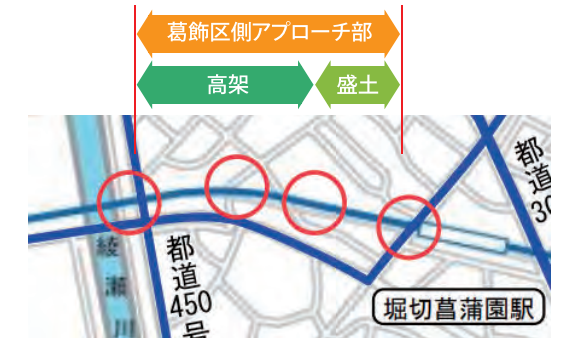 葛飾区側アプローチ部
高架
盛土
都道
30
綾瀬川
都道
450
号
堀切菖蒲園駅